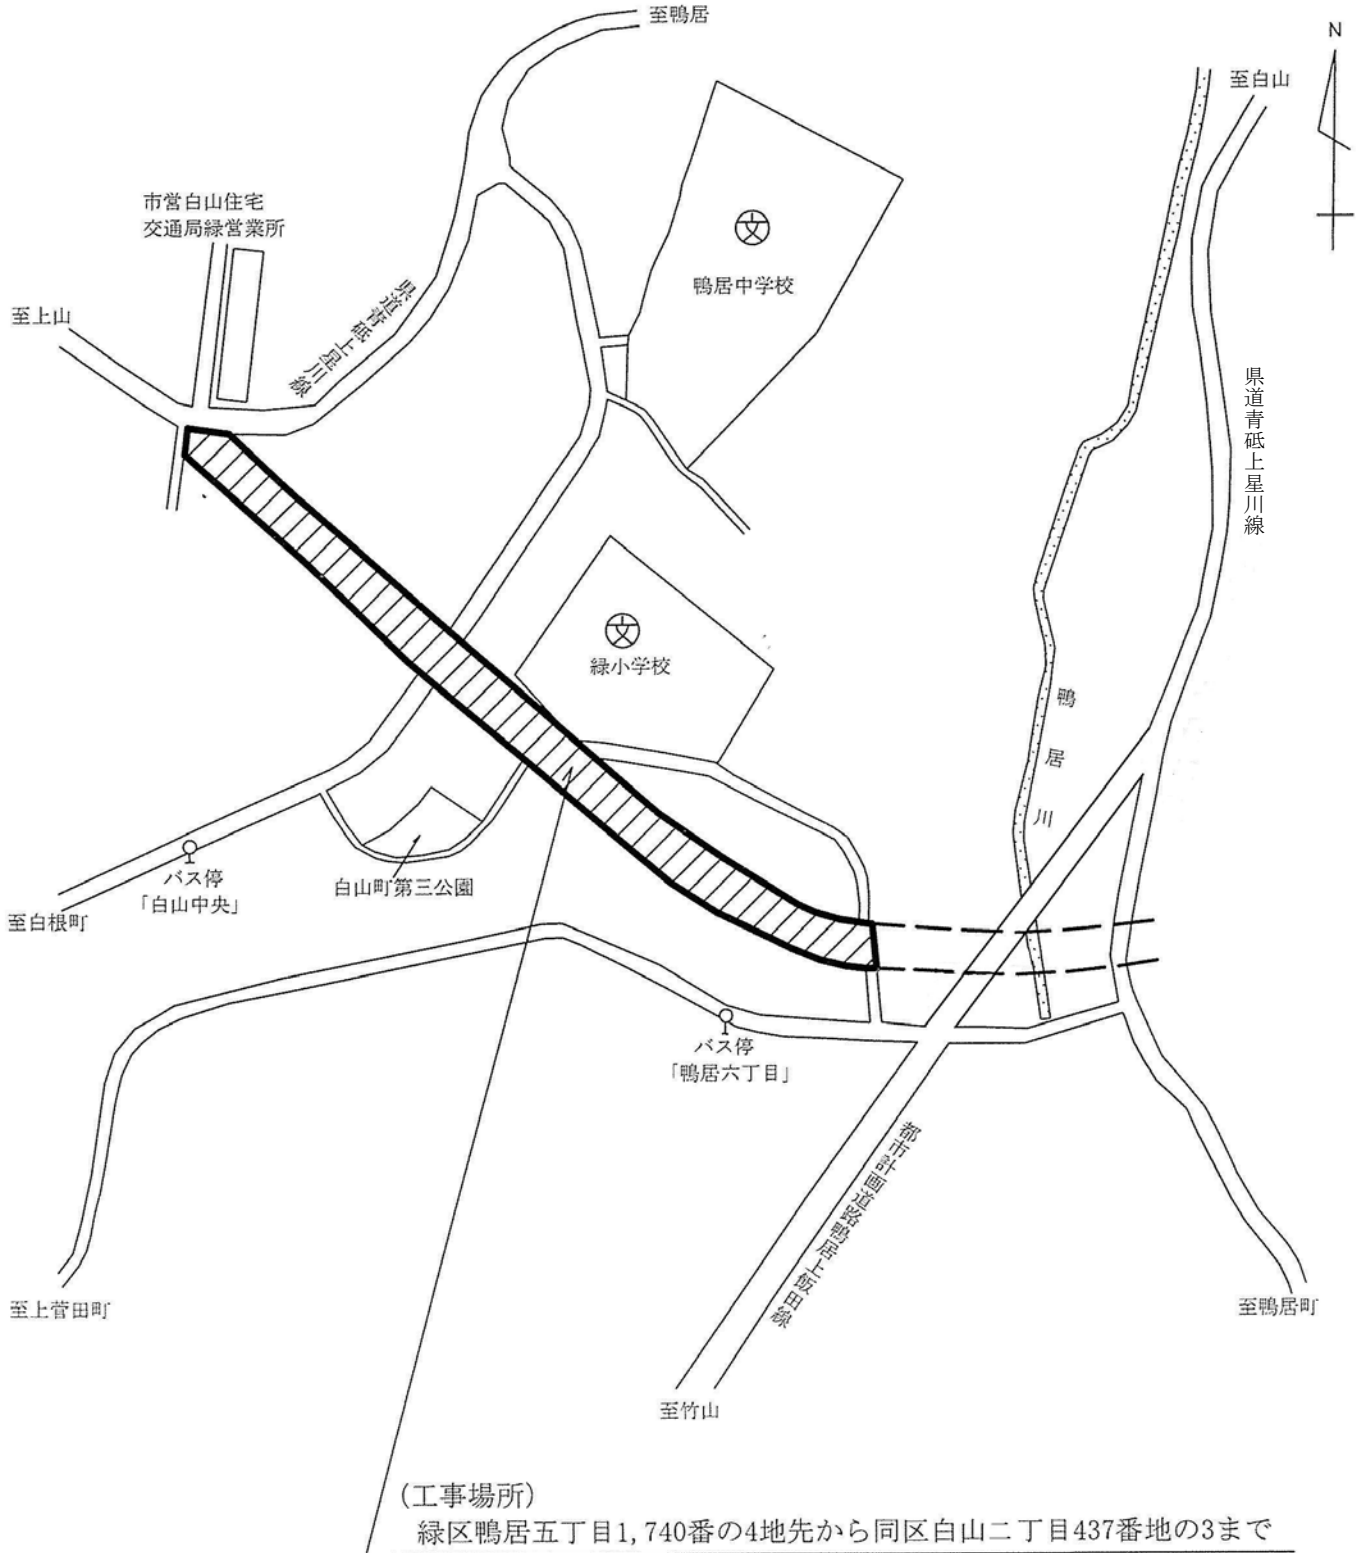 至鴨居
N
至白山
市営白山住宅
交通局緑営業所
県道青砥上星川線
文
鴨居中学校
至上山
県道青砥上星川線
文
緑小学校
鴨居川
バス停
「白山中央」
白山町第三公園
至白根町
バス停
「鴨居六丁目」
都市計画道路鴨居上飯田線
至上菅田町
至鴨居町
至竹山
(工事場所)
緑区鴨居五丁目1,740番の4地先から同区白山二丁目437番地の3まで